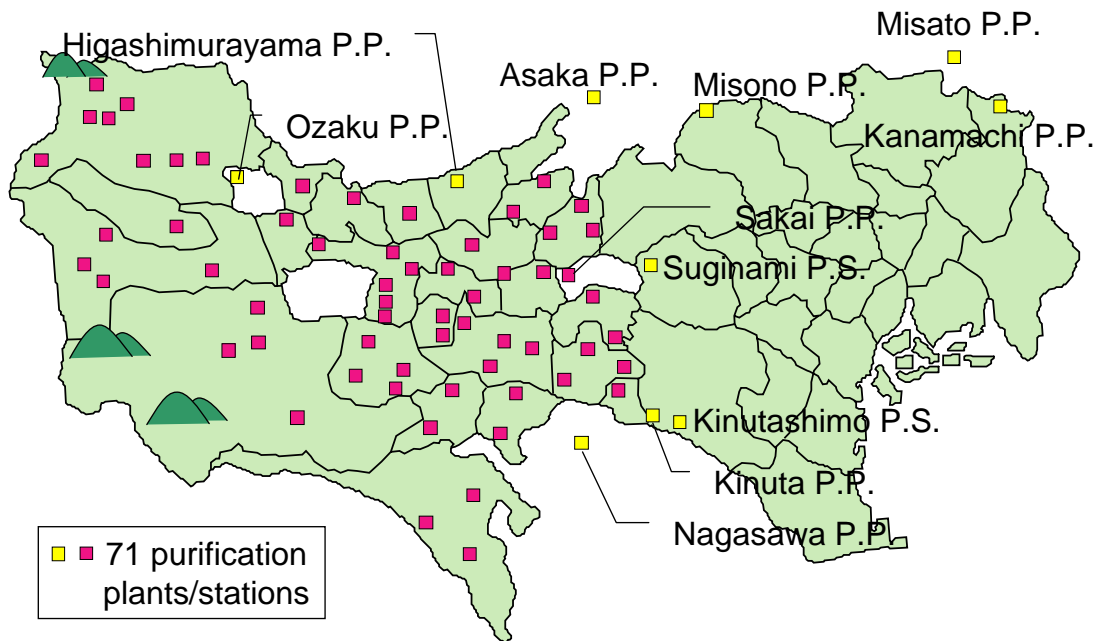 Misato P.P.
Higashimurayama P.P.
Asaka P.P.
Misono P.P.
Ozaku P.P.
Kanamachi P.P.
Sakai P.P.
Suginami P.S.
Kinutashimo P.S.
Kinuta P.P.
Nagasawa P.P.
71 purification
plants/stations